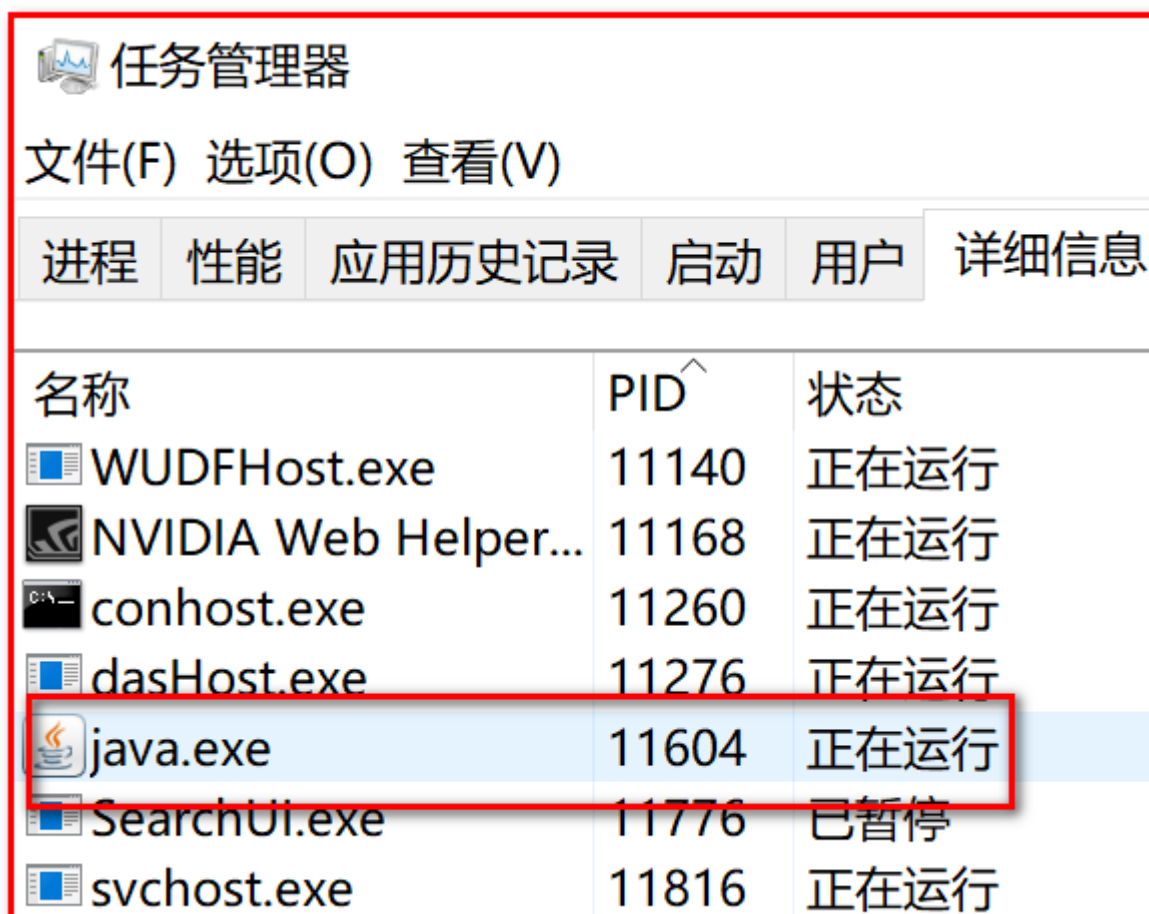 任务管理器
文件(F) 选项(O) 查看(V)
进程 性能 应用历史记录 启动 用户 详细信息
名称 PID 状态
WUDFHost.exe 11140 正在运行
NVIDIA Web Helper... 11168 正在运行
conhost.exe 11260 正在运行
dasHost.exe 11276 正在运行
java.exe 11604 正在运行
SearchUI.exe 11776 已暂停
svchost.exe 11816 正在运行